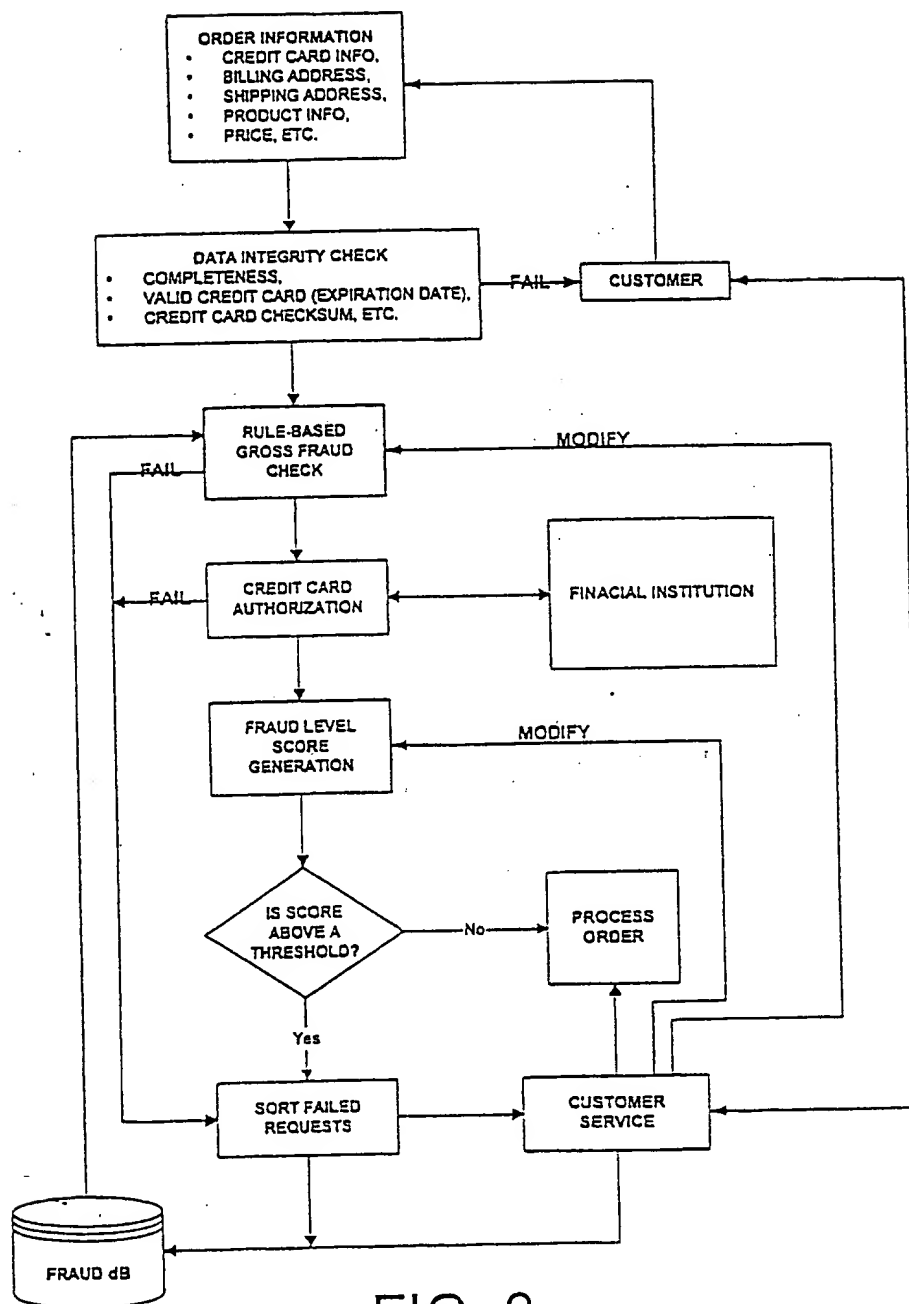 ORDER INFORMATION
• CREDIT CARD INFO,
• BILLING ADDRESS,
• SHIPPING ADDRESS,
• PRODUCT INFO,
• PRICE, ETC.
DATA INTEGRITY CHECK
• COMPLETENESS,
• VALID CREDIT CARD (EXPIRATION DATE),
• CREDIT CARD CHECKSUM, ETC.
FAIL
CUSTOMER
RULE-BASED
GROSS FRAUD
CHECK
MODIFY
FAIL
CREDIT CARD
AUTHORIZATION
FAIL
FINACIAL INSTITUTION
FRAUD LEVEL
SCORE
GENERATION
MODIFY
IS SCORE
ABOVE A
THRESHOLD?
No
PROCESS
ORDER
Yes
SORT FAILED
REQUESTS
CUSTOMER
SERVICE
FRAUD dB